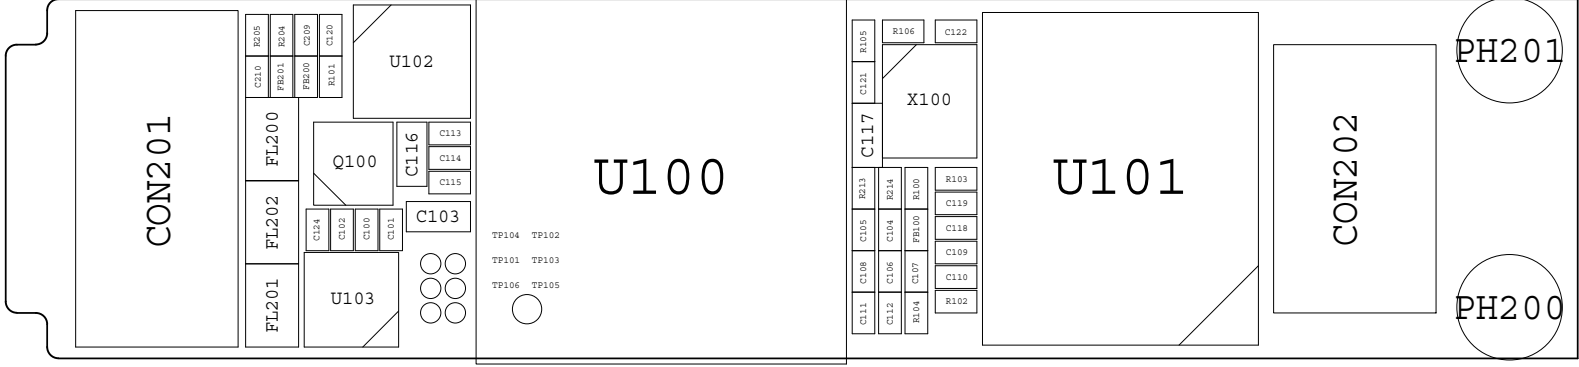 CON201
R205
R204
C209
C120
C210
FB201
FB200
R101
FL200
FL202
FL201
U102
Q100
C116
C113
C114
C115
C103
C124
C102
C100
C101
U103
U100
TP104 TP102
TP101 TP103
TP106 TP105
R105
R106
C122
C121
X100
C117
R213
R214
R100
R103
C119
C105
C104
FB100
C118
C109
C108
C106
C107
C110
C111
C112
R104
R102
U101
CON202
PH201
PH200